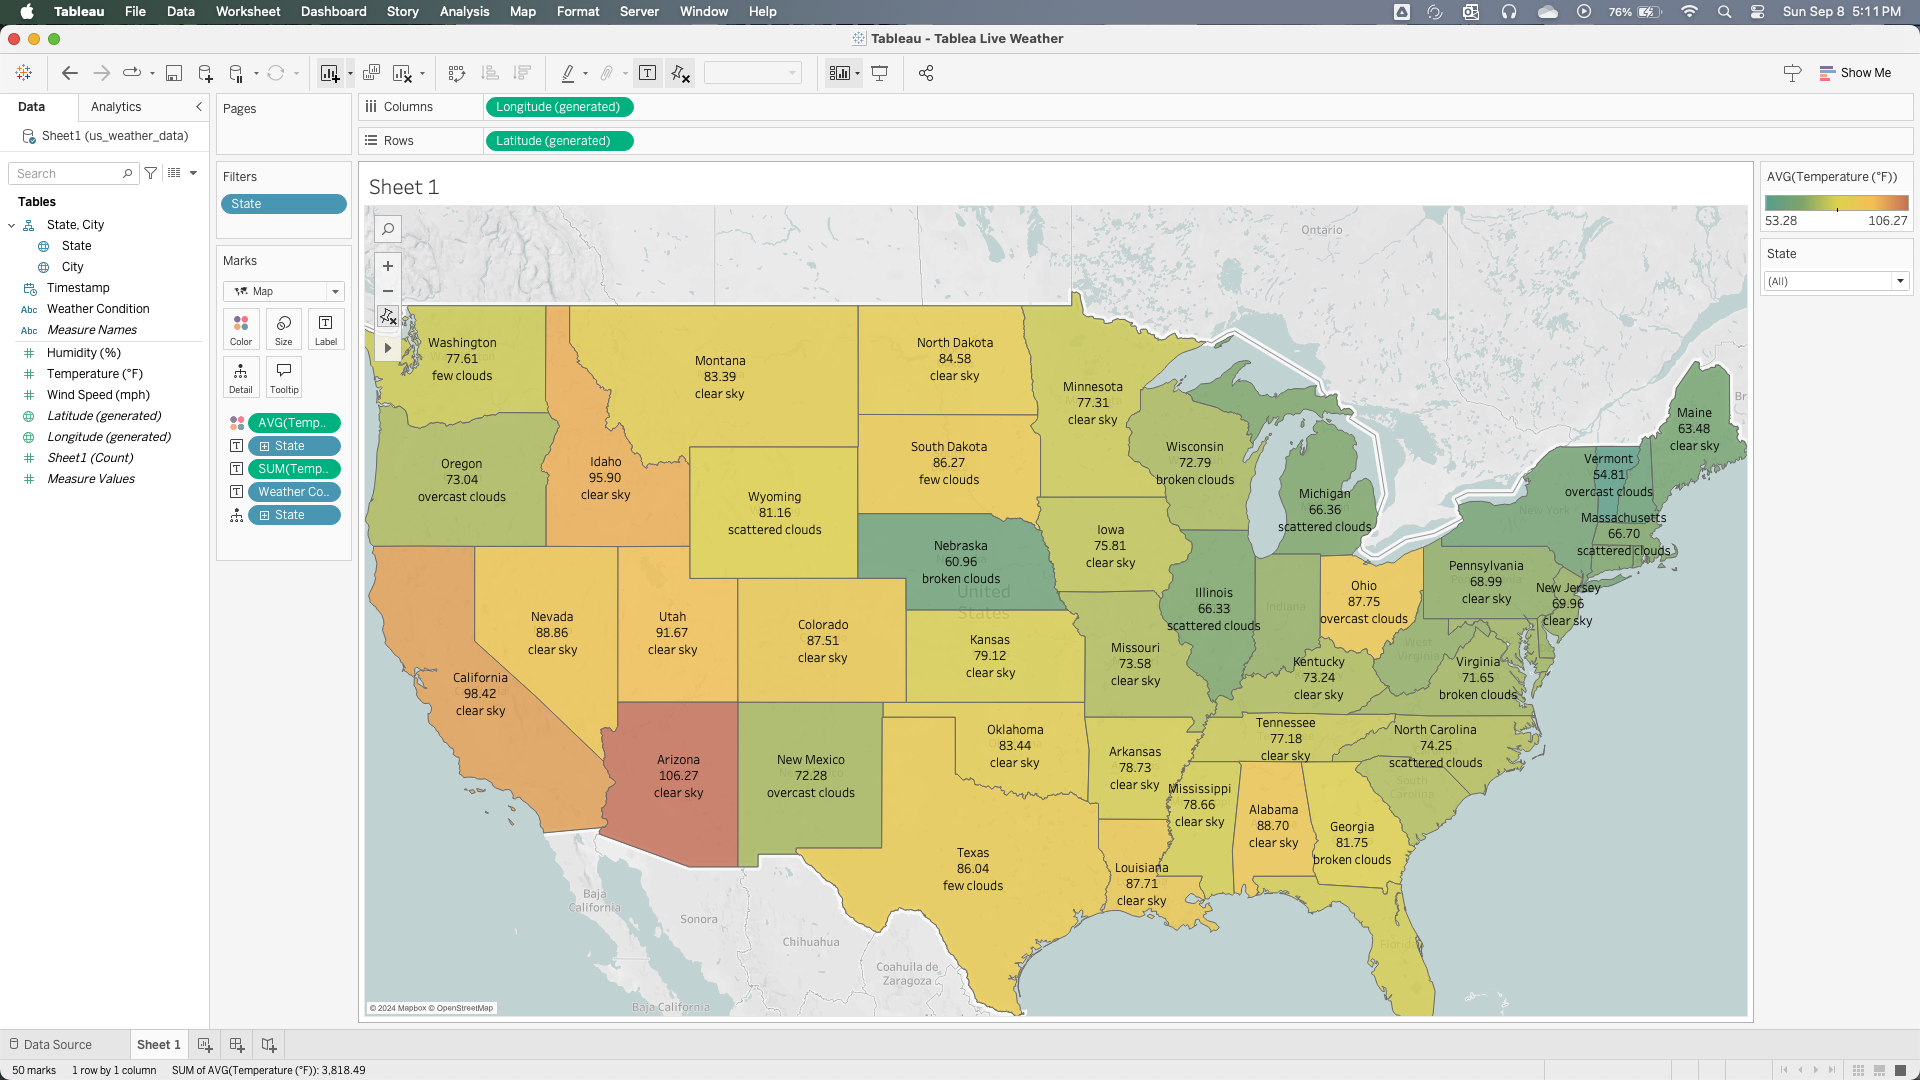 Tableau File Data Worksheet Dashboard Story Analysis Map Format Server Window Help
76% Sun Sep 8 5:11 PM
Tableau - Tablea Live Weather
Show Me
Data Analytics
Sheet1 (us_weather_data)
Search
Tables
State, City
State
City
Timestamp
Abc Weather Condition
Abc Measure Names
Humidity (%)
Temperature (°F)
Wind Speed (mph)
Latitude (generated)
Longitude (generated)
Sheet1 (Count)
Measure Values
Pages
Filters
State
Marks
Map
Color Size Label
Detail Tooltip
AVG(Temp..
State
SUM(Temp..
Weather Co..
State
Columns Longitude (generated)
Rows Latitude (generated)
Sheet 1
Ontario
Washington
77.61
few clouds
Montana
83.39
clear sky
North Dakota
84.58
clear sky
Minnesota
77.31
clear sky
Maine
63.48
clear sky
Oregon
73.04
overcast clouds
Idaho
95.90
clear sky
South Dakota
86.27
few clouds
Wisconsin
72.79
broken clouds
Michigan
66.36
scattered clouds
Vermont
54.81
overcast clouds
New York
Massachusetts
66.70
scattered clouds
Wyoming
81.16
scattered clouds
Nebraska
60.96
broken clouds
United
States
Iowa
75.81
clear sky
Illinois
66.33
scattered clouds
Indiana
Ohio
87.75
overcast clouds
Pennsylvania
68.99
clear sky
New Jersey
69.96
clear sky
Nevada
88.86
clear sky
Utah
91.67
clear sky
Colorado
87.51
clear sky
Kansas
79.12
clear sky
Missouri
73.58
clear sky
Kentucky
73.24
clear sky
West
Virginia
Virginia
71.65
broken clouds
California
98.42
clear sky
Arizona
106.27
clear sky
New Mexico
72.28
overcast clouds
Oklahoma
83.44
clear sky
Arkansas
78.73
clear sky
Tennessee
77.18
clear sky
North Carolina
74.25
scattered clouds
South
Carolina
Mississippi
78.66
clear sky
Alabama
88.70
clear sky
Georgia
81.75
broken clouds
Texas
86.04
few clouds
Louisiana
87.71
clear sky
Florida
Baja
California
Sonora
Chihuahua
Coahuila de
Zaragoza
Baja California
© 2024 Mapbox © OpenStreetMap
AVG(Temperature (°F))
53.28 106.27
State
(All)
Data Source Sheet 1
50 marks 1 row by 1 column SUM of AVG(Temperature (°F)): 3,818.49